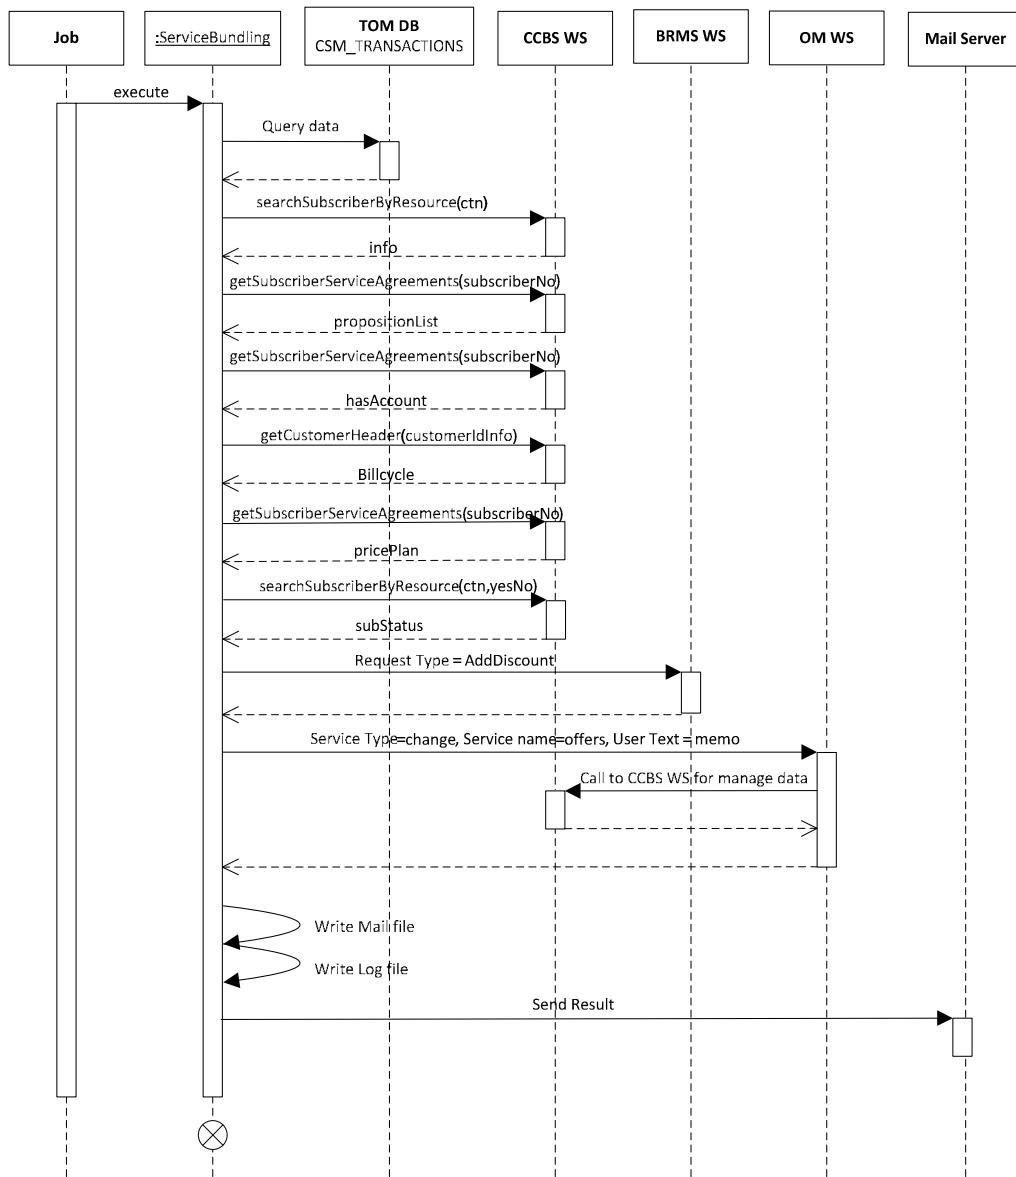 Job
:ServiceBundling
TOM DB
CSM_TRANSACTIONS
CCBS WS
BRMS WS
OM WS
Mail Server
execute
Query data
searchSubscriberByResource(ctn)
info
getSubscriberServiceAgreements(subscriberNo)
propositionList
getSubscriberServiceAgreements(subscriberNo)
hasAccount
getCustomerHeader(customerIdInfo)
Billcycle
getSubscriberServiceAgreements(subscriberNo)
pricePlan
searchSubscriberByResource(ctn,yesNo)
subStatus
Request Type = AddDiscount
Service Type=change, Service name=offers, User Text = memo
Call to CCBS WS for manage data
Write Mail file
Write Log file
Send Result